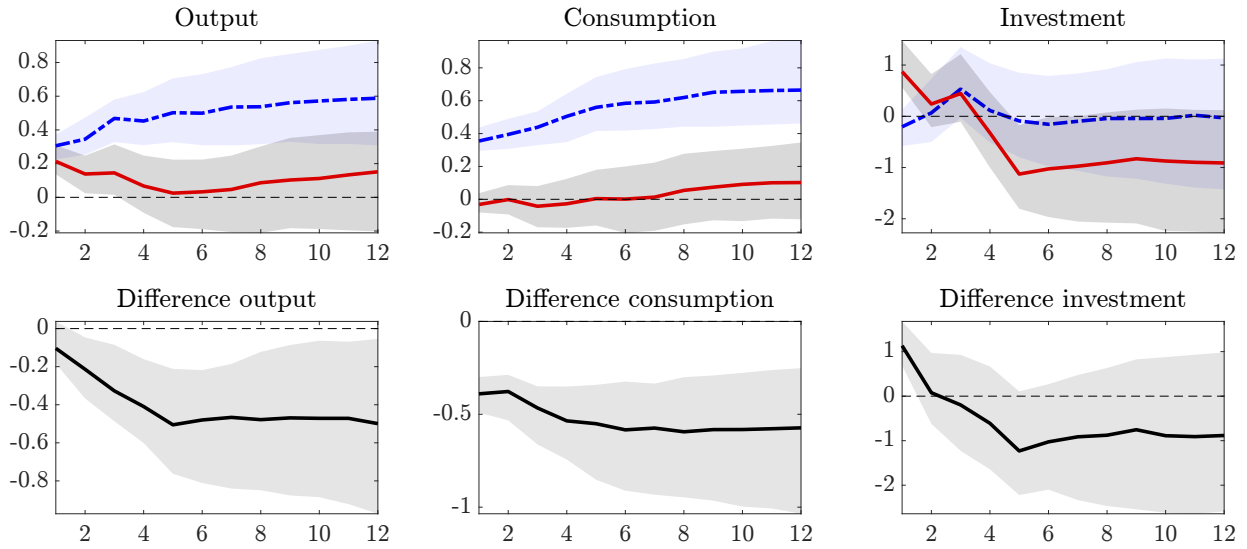 Output
0.8
0.6
0.4
0.2
0
-0.2
2 4 6 8 10 12
Consumption
0.8
0.6
0.4
0.2
0
-0.2
2 4 6 8 10 12
Investment
1
0
-1
-2
2 4 6 8 10 12
Difference output
0
-0.2
-0.4
-0.6
-0.8
2 4 6 8 10 12
Difference consumption
0
-0.5
-1
2 4 6 8 10 12
Difference investment
1
0
-1
-2
2 4 6 8 10 12